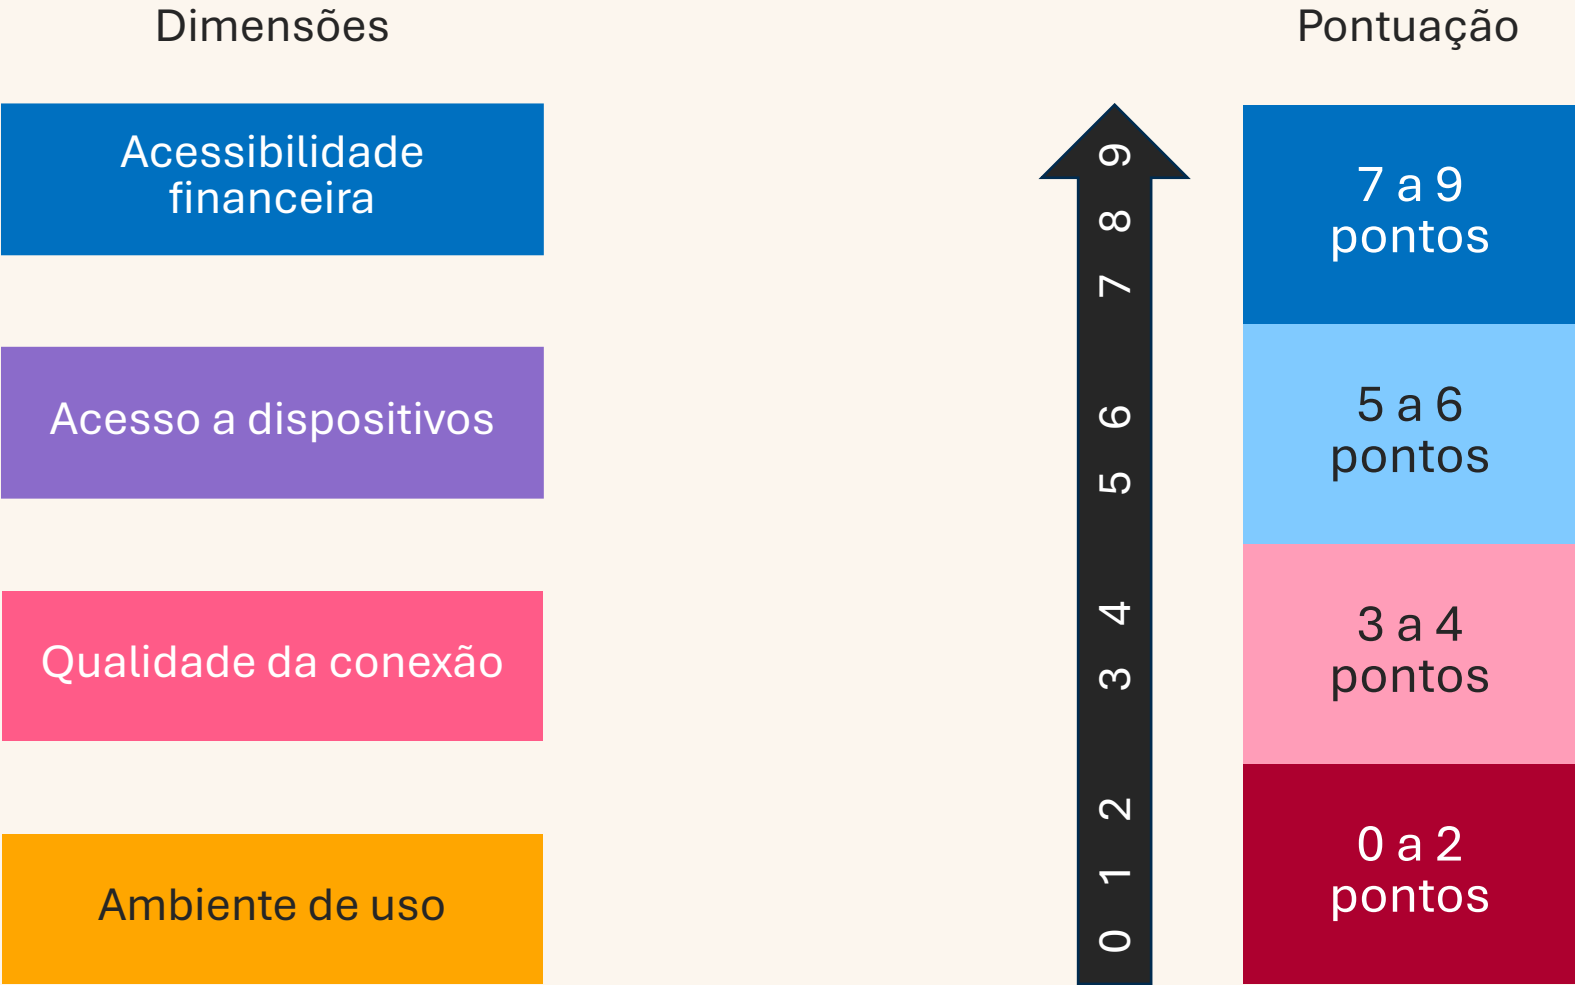 Dimensões
Pontuação
Acessibilidade
financeira
Acesso a dispositivos
Qualidade da conexão
Ambiente de uso
9
8
7
6
5
4
3
2
1
0
7 a 9
pontos
5 a 6
pontos
3 a 4
pontos
0 a 2
pontos